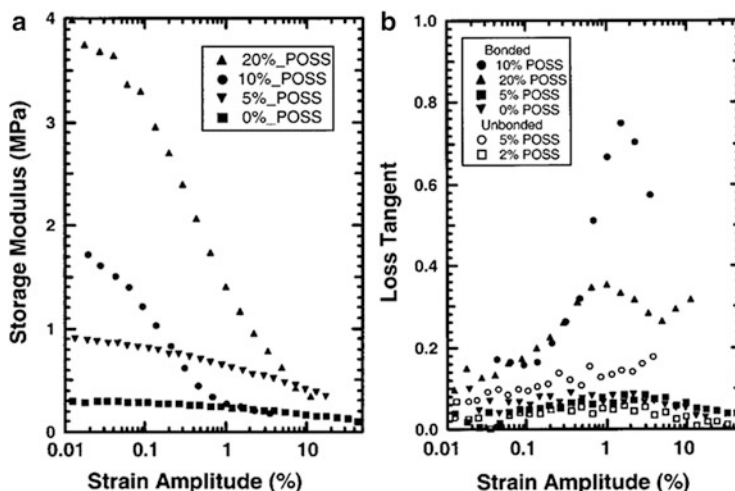 a
Storage Modulus (MPa)
4
3
2
1
0
0.01 0.1 1 10
Strain Amplitude (%)
20%_POSS
10%_POSS
5%_POSS
0%_POSS
b
Loss Tangent
1.0
0.8
0.6
0.4
0.2
0.0
0.01 0.1 1 10
Strain Amplitude (%)
Bonded
10% POSS
20% POSS
5% POSS
0% POSS
Unbonded
5% POSS
2% POSS